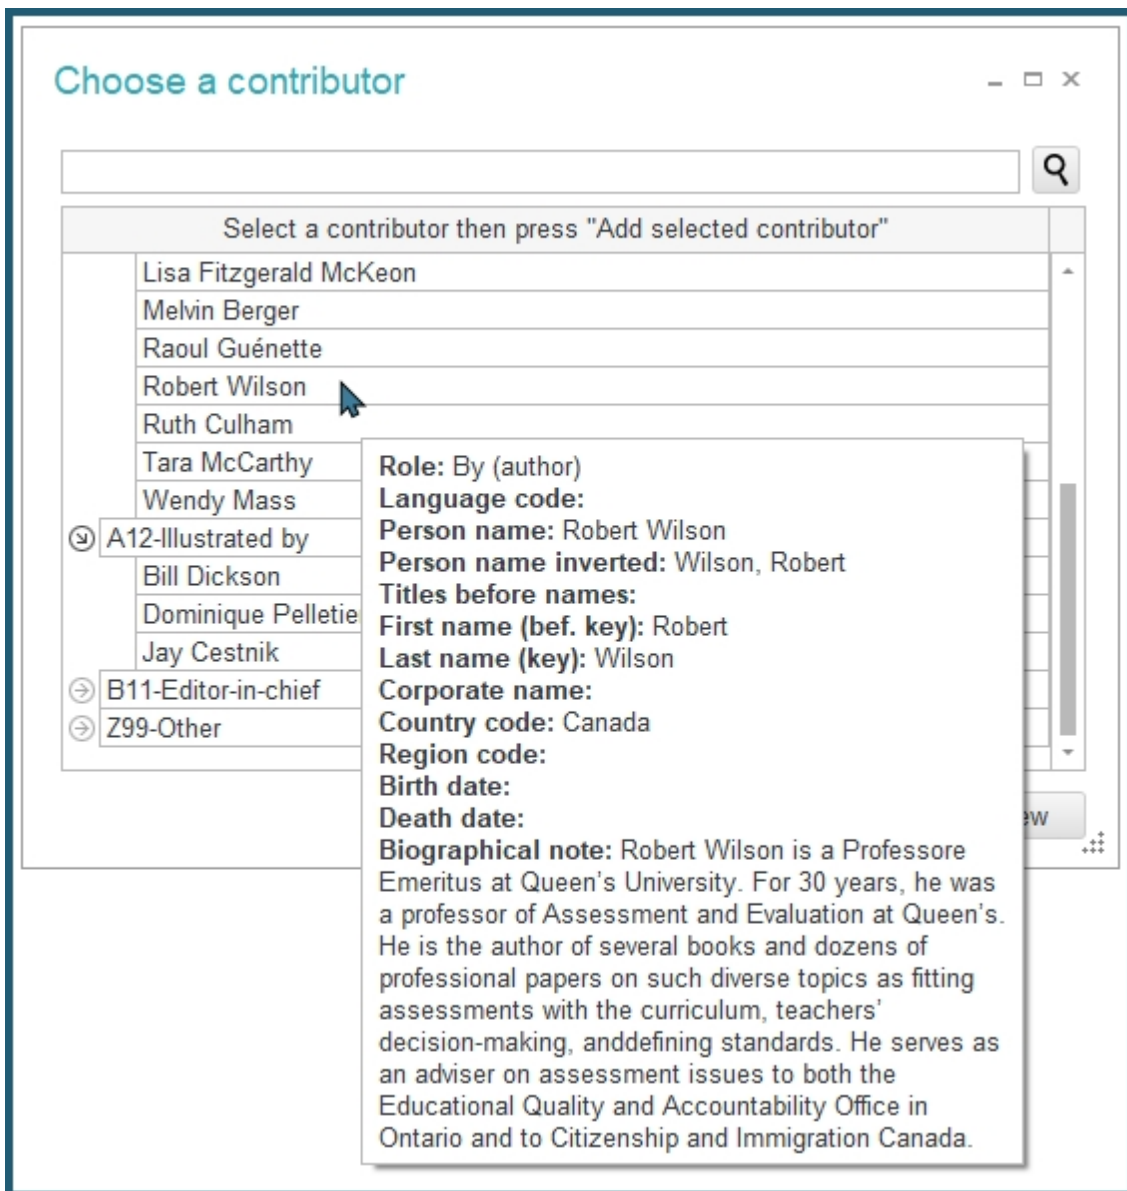 Choose a contributor
Select a contributor then press "Add selected contributor"
Lisa Fitzgerald McKeon
Melvin Berger
Raoul Guénette
Robert Wilson
Ruth Culham
Tara McCarthy
Wendy Mass
A12-Illustrated by
Bill Dickson
Dominique Pelletie
Jay Cestnik
B11-Editor-in-chief
Z99-Other
Role: By (author)
Language code:
Person name: Robert Wilson
Person name inverted: Wilson, Robert
Titles before names:
First name (bef. key): Robert
Last name (key): Wilson
Corporate name:
Country code: Canada
Region code:
Birth date:
Death date:
Biographical note: Robert Wilson is a Professore
Emeritus at Queen’s University. For 30 years, he was
a professor of Assessment and Evaluation at Queen’s.
He is the author of several books and dozens of
professional papers on such diverse topics as fitting
assessments with the curriculum, teachers’
decision-making, anddefining standards. He serves as
an adviser on assessment issues to both the
Educational Quality and Accountability Office in
Ontario and to Citizenship and Immigration Canada.